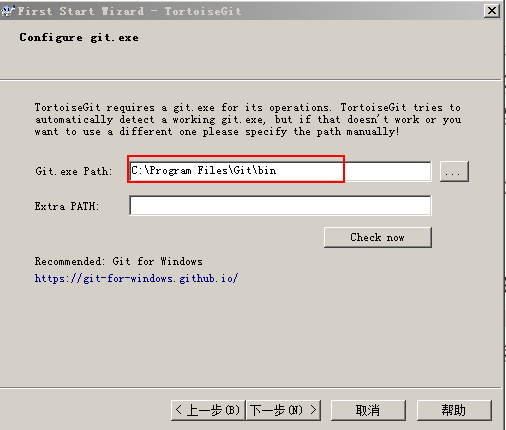 First Start Wizard - TortoiseGit
Configure git.exe
TortoiseGit requires a git.exe for its operations. TortoiseGit tries to
automatically detect a working git.exe, but if that doesn't work or you
want to use a different one please specify the path manually!
Git.exe Path: C:\Program Files\Git\bin ...
Extra PATH:
Check now
Recommended: Git for Windows
https://git-for-windows.github.io/
< 上一步(B) 下一步(N) > 取消 帮助